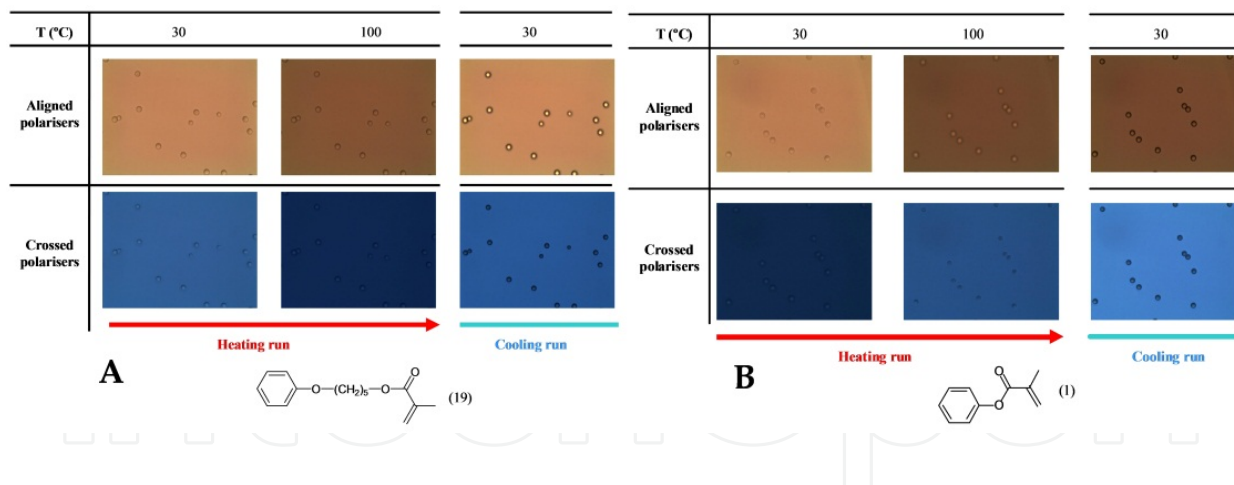 T (ºC) 30 100 30
Aligned
polarisers
Crossed
polarisers
Heating run Cooling run
A
O (CH₂)₅ O O (19)
T (ºC) 30 100 30
Aligned
polarisers
Crossed
polarisers
Heating run Cooling run
B
O O (1)